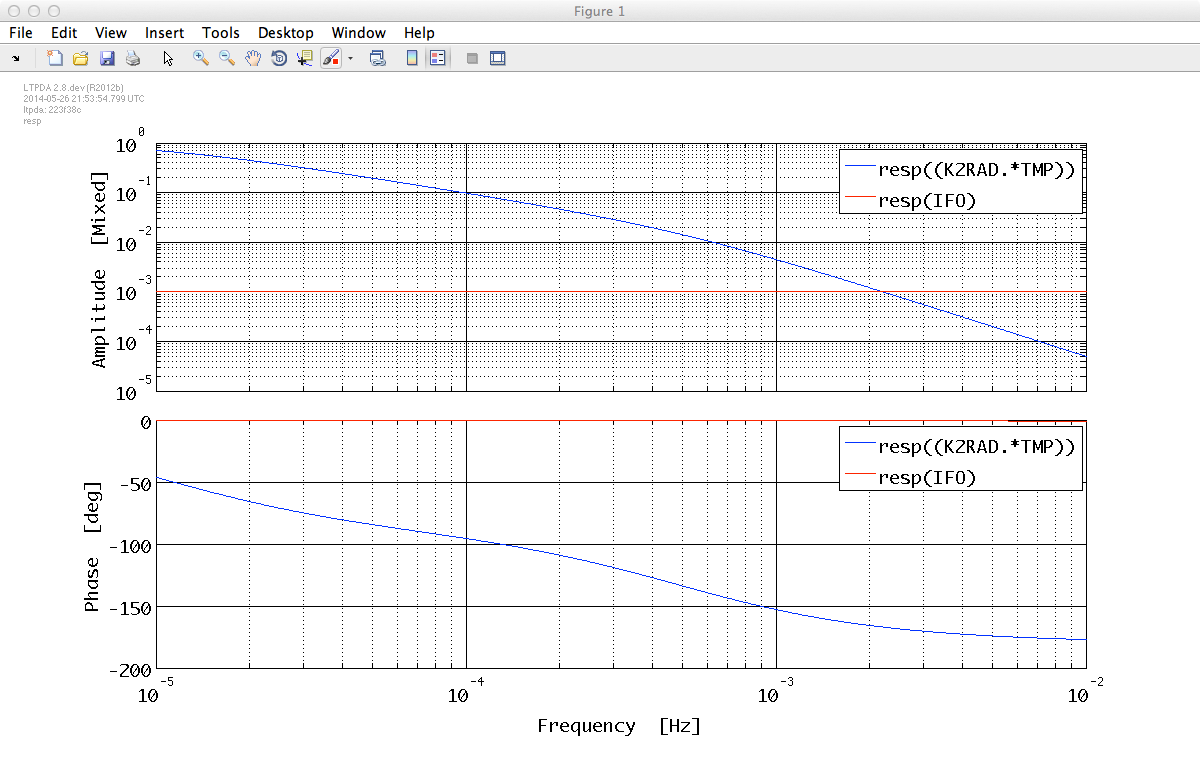 Figure 1
File Edit View Insert Tools Desktop Window Help
LTPDA 2.8.dev (R2012b)
2014-05-26 21:53:54.799 UTC
ltpda: 223f38c
resp
10^0
10^-1
10^-2
10^-3
10^-4
10^-5
Amplitude [Mixed]
resp((K2RAD.*TMP))
resp(IFO)
0
-50
-100
-150
-200
Phase [deg]
resp((K2RAD.*TMP))
resp(IFO)
10^-5 10^-4 10^-3 10^-2
Frequency [Hz]